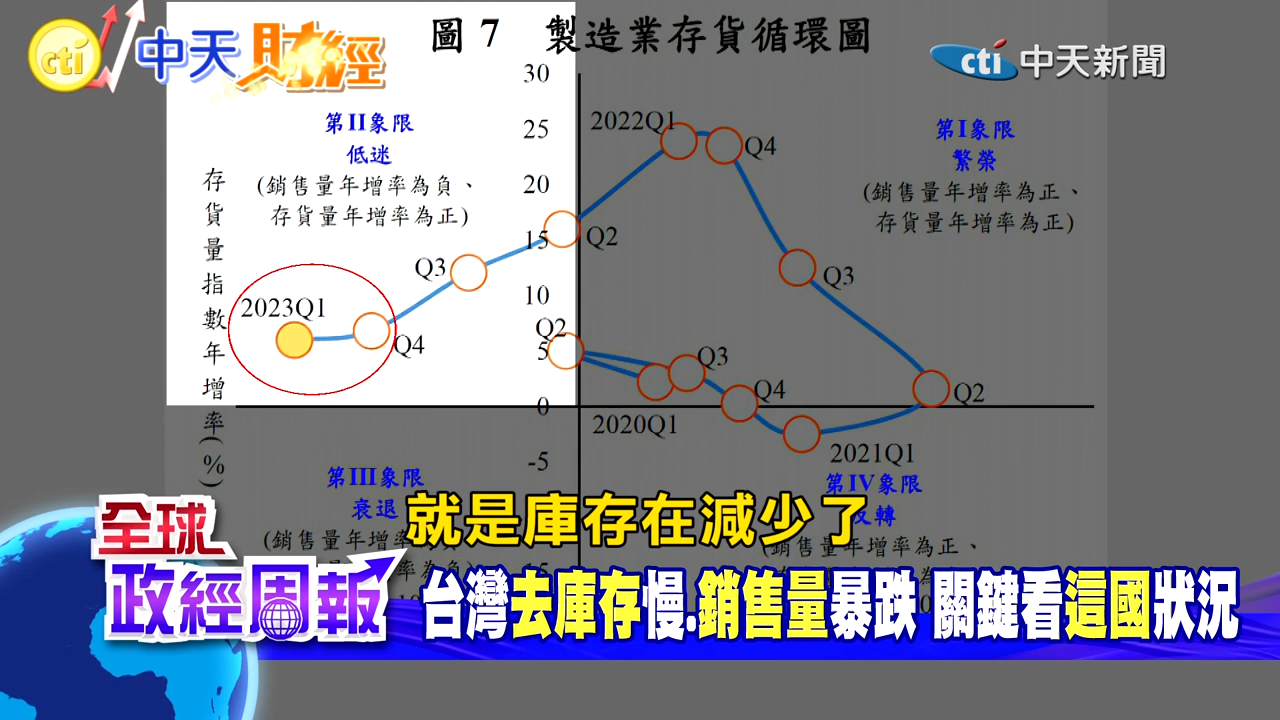 圖 7 製造業存貨循環圖
cti 中天財經
cti 中天新聞
30
25
20
15
10
5
0
-5
存貨量指數年增率(%)
第II象限
低迷
(銷售量年增率為負、
存貨量年增率為正)
第I象限
繁榮
(銷售量年增率為正、
存貨量年增率為正)
2022Q1
Q4
Q2
Q3
Q3
2023Q1
Q4
Q2
Q3
Q4
Q2
2020Q1
2021Q1
第III象限
衰退
(銷售量年增率
第IV象限
轉
銷售量年增率為正、
就是庫存在減少了
全球
政經周報
台灣去庫存慢.銷售量暴跌 關鍵看這國狀況